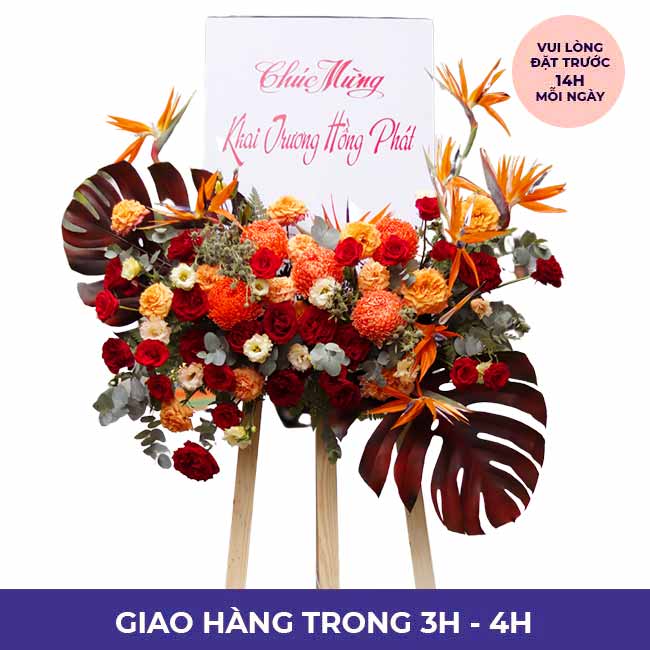 VUI LÒNG
ĐẶT TRƯỚC
14H
MỖI NGÀY
Chúc Mừng
Khai Trương Hồng Phát
GIAO HÀNG TRONG 3H - 4H